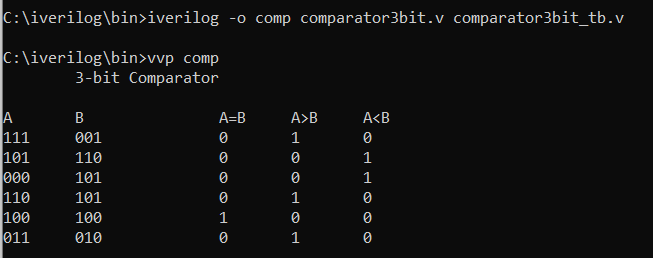 C:\iverilog\bin>iverilog -o comp comparator3bit.v comparator3bit_tb.v
C:\iverilog\bin>vvp comp
3-bit Comparator
A B A=B A>B A<B
111 001 0 1 0
101 110 0 0 1
000 101 0 0 1
110 101 0 1 0
100 100 1 0 0
011 010 0 1 0